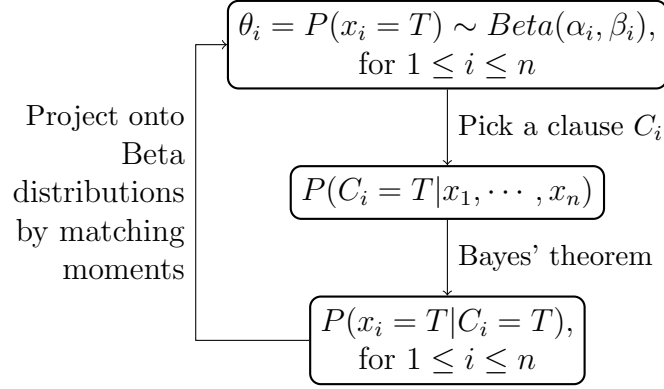 θ_i = P(x_i = T) ∼ Beta(α_i, β_i),
for 1 ≤ i ≤ n
Pick a clause C_i
P(C_i = T|x_1, ⋯ , x_n)
Bayes' theorem
P(x_i = T|C_i = T),
for 1 ≤ i ≤ n
Project onto
Beta
distributions
by matching
moments